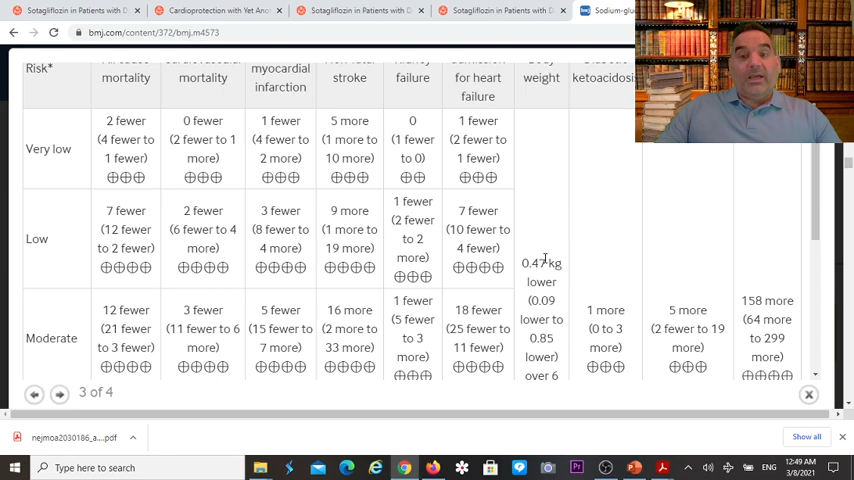 Sotagliflozin in Patients with D
Cardioprotection with Yet Ano
Sotagliflozin in Patients with D
Sotagliflozin in Patients with D
Sodium-glu
bmj.com/content/372/bmj.m4573
Risk*
mortality
mortality
myocardial
infarction
stroke
failure
for heart
failure
weight
ketoacidosis
Very low
2 fewer
(4 fewer to
1 fewer)
⊕⊕⊕
0 fewer
(2 fewer to 1
more)
⊕⊕⊕
1 fewer
(4 fewer to
2 more)
⊕⊕⊕
5 more
(1 more to
10 more)
⊕⊕⊕
0
(1 fewer
to 0)
⊕⊕
1 fewer
(2 fewer to
1 fewer)
⊕⊕⊕
Low
7 fewer
(12 fewer
to 2 fewer)
⊕⊕⊕⊕
2 fewer
(6 fewer to 4
more)
⊕⊕⊕⊕
3 fewer
(8 fewer to
4 more)
⊕⊕⊕⊕
9 more
(1 more to
19 more)
⊕⊕⊕⊕
1 fewer
(2 fewer
to 2
more)
⊕⊕⊕
7 fewer
(10 fewer to
4 fewer)
⊕⊕⊕⊕
Moderate
12 fewer
(21 fewer
to 3 fewer)
⊕⊕⊕⊕
3 fewer
(11 fewer to 6
more)
⊕⊕⊕⊕
5 fewer
(15 fewer to
7 more)
⊕⊕⊕⊕
16 more
(2 more to
33 more)
⊕⊕⊕⊕
1 fewer
(5 fewer
to 3
more)
⊕⊕⊕
18 fewer
(25 fewer to
11 fewer)
⊕⊕⊕⊕
0.47 kg
lower
(0.09
lower to
0.85
lower)
over 6
1 more
(0 to 3
more)
⊕⊕⊕
5 more
(2 fewer to 19
more)
⊕⊕⊕
158 more
(64 more
to 299
more)
⊕⊕⊕⊕
3 of 4
nejmoa2030186_a....pdf
Show all
Type here to search
ENG
12:49 AM
3/8/2021